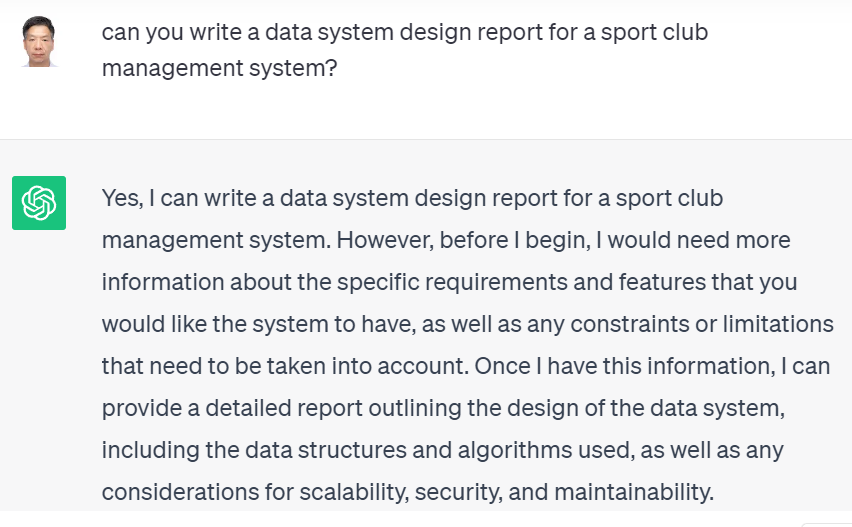 can you write a data system design report for a sport club
management system?
Yes, I can write a data system design report for a sport club
management system. However, before I begin, I would need more
information about the specific requirements and features that you
would like the system to have, as well as any constraints or limitations
that need to be taken into account. Once I have this information, I can
provide a detailed report outlining the design of the data system,
including the data structures and algorithms used, as well as any
considerations for scalability, security, and maintainability.